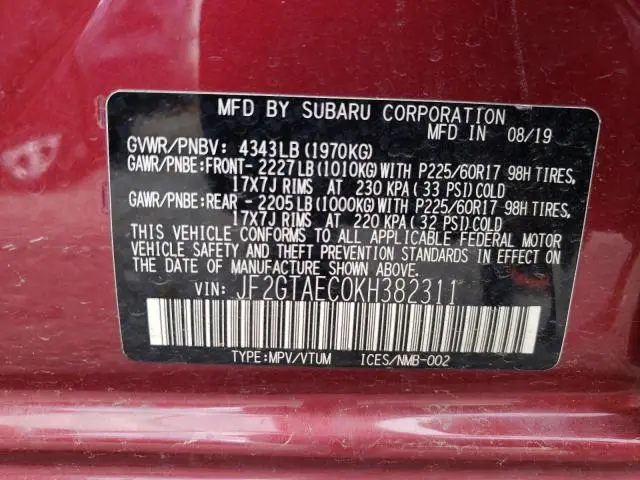 MFD BY SUBARU CORPORATION
MFD IN 08/19
GVWR/PNBV: 4343LB(1970KG)
GAWR/PNBE:FRONT- 2227LB(1010KG)WITH P225/60R17 98H TIRES,
17X7J RIMS AT 230 KPA(33 PSI)COLD
GAWR/PNBE:REAR - 2205LB(1000KG)WITH P225/60R17 98H TIRES,
17X7J RIMS AT 220 KPA(32 PSI)COLD
THIS VEHICLE CONFORMS TO ALL APPLICABLE FEDERAL MOTOR
VEHICLE SAFETY AND THEFT PREVENTION STANDARDS IN EFFECT ON
THE DATE OF MANUFACTURE SHOWN ABOVE.
VIN: JF2GTAEC0KH382311
TYPE:MPV/VTUM ICES/NMB-002